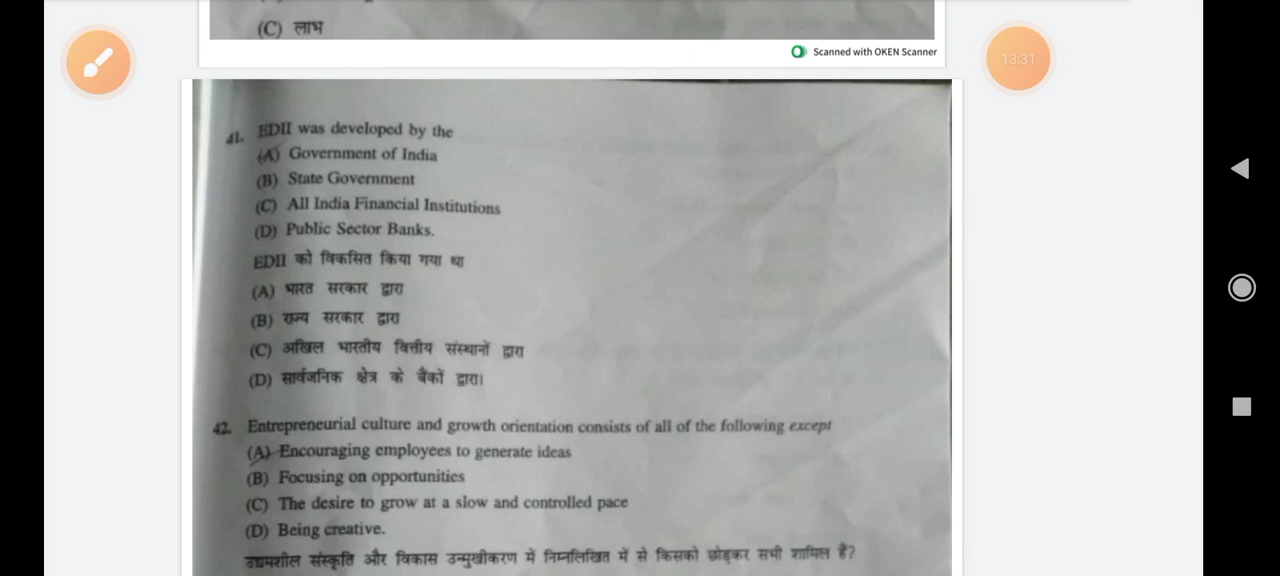 (C) लाभ
Scanned with OKEN Scanner
13:31
41. EDII was developed by the
(A) Government of India
(B) State Government
(C) All India Financial Institutions
(D) Public Sector Banks.
EDII को विकसित किया गया था
(A) भारत सरकार द्वारा
(B) राज्य सरकार द्वारा
(C) अखिल भारतीय वित्तीय संस्थानों द्वारा
(D) सार्वजनिक क्षेत्र के बैंकों द्वारा।
42. Entrepreneurial culture and growth orientation consists of all of the following except
(A) Encouraging employees to generate ideas
(B) Focusing on opportunities
(C) The desire to grow at a slow and controlled pace
(D) Being creative.
उद्यमशील संस्कृति और विकास उन्मुखीकरण में निम्नलिखित में से किसको छोड़कर सभी शामिल हैं?